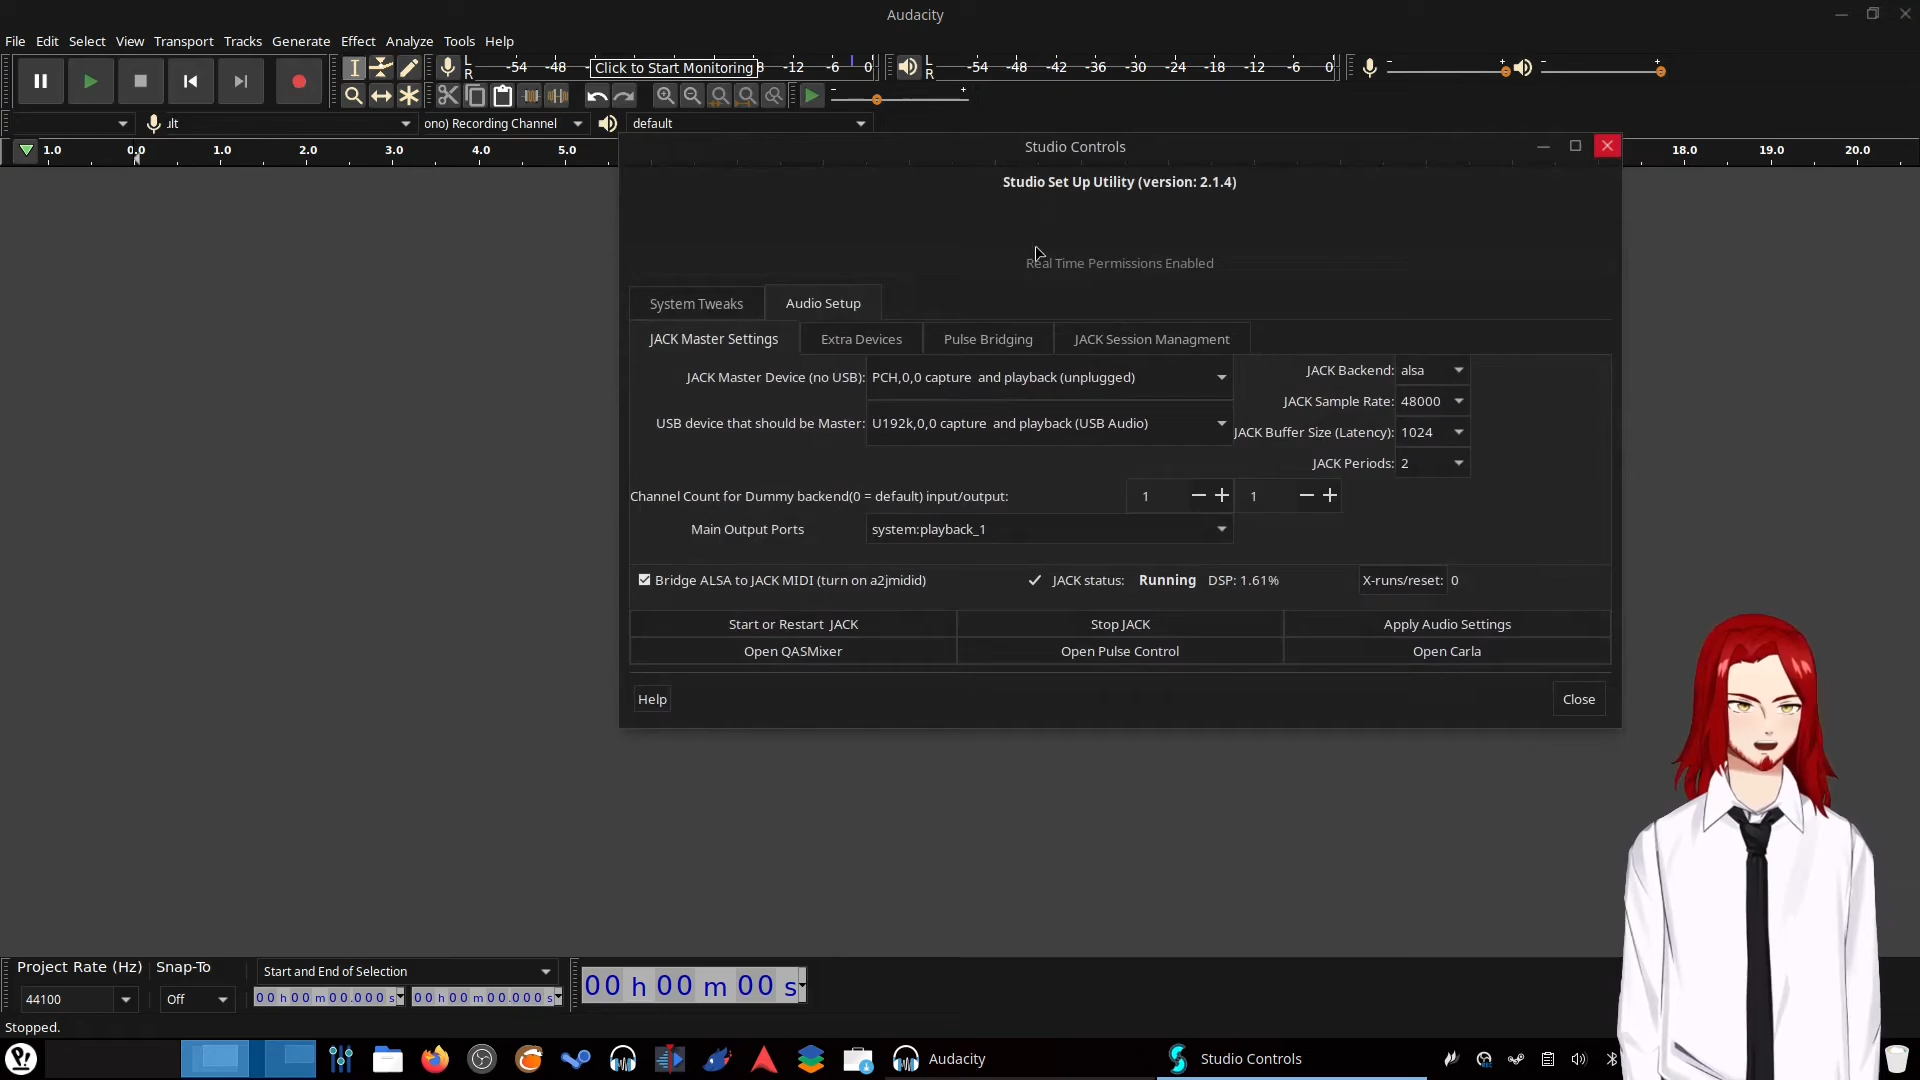 Audacity
File Edit Select View Transport Tracks Generate Effect Analyze Tools Help
L R -54 -48 Click to Start Monitoring 8 -12 -6 0 L R -54 -48 -42 -36 -30 -24 -18 -12 -6 0 - + - +
- +
ult ono) Recording Channel default
1.0 0.0 1.0 2.0 3.0 4.0 5.0 18.0 19.0 20.0
Studio Controls
Studio Set Up Utility (version: 2.1.4)
Real Time Permissions Enabled
System Tweaks Audio Setup
JACK Master Settings Extra Devices Pulse Bridging JACK Session Managment
JACK Master Device (no USB): PCH,0,0 capture and playback (unplugged) JACK Backend: alsa
JACK Sample Rate: 48000
USB device that should be Master: U192k,0,0 capture and playback (USB Audio) JACK Buffer Size (Latency): 1024
JACK Periods: 2
Channel Count for Dummy backend(0 = default) input/output: 1 - + 1 - +
Main Output Ports system:playback_1
Bridge ALSA to JACK MIDI (turn on a2jmidid) JACK status: Running DSP: 1.61% X-runs/reset: 0
Start or Restart JACK Stop JACK Apply Audio Settings
Open QASMixer Open Pulse Control Open Carla
Help Close
Project Rate (Hz) Snap-To Start and End of Selection
44100 Off 00 h 00 m 00.000 s 00 h 00 m 00.000 s 00 h 00 m 00 s
Stopped.
Audacity Studio Controls